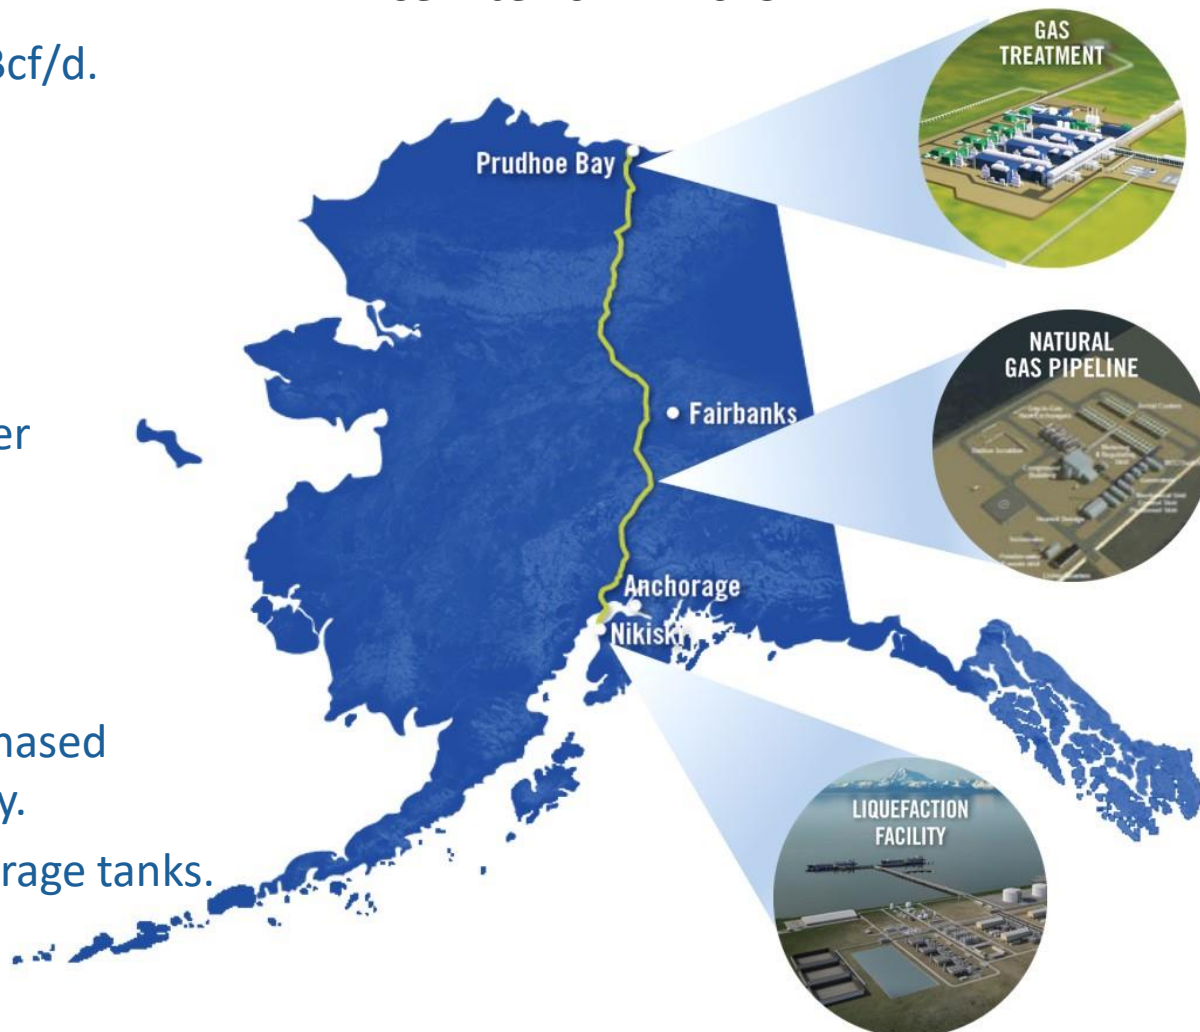 Bcf/d.
er
hased
y.
rage tanks.
Prudhoe Bay
Fairbanks
Anchorage
Nikiski
GAS
TREATMENT
NATURAL
GAS PIPELINE
LIQUEFACTION
FACILITY